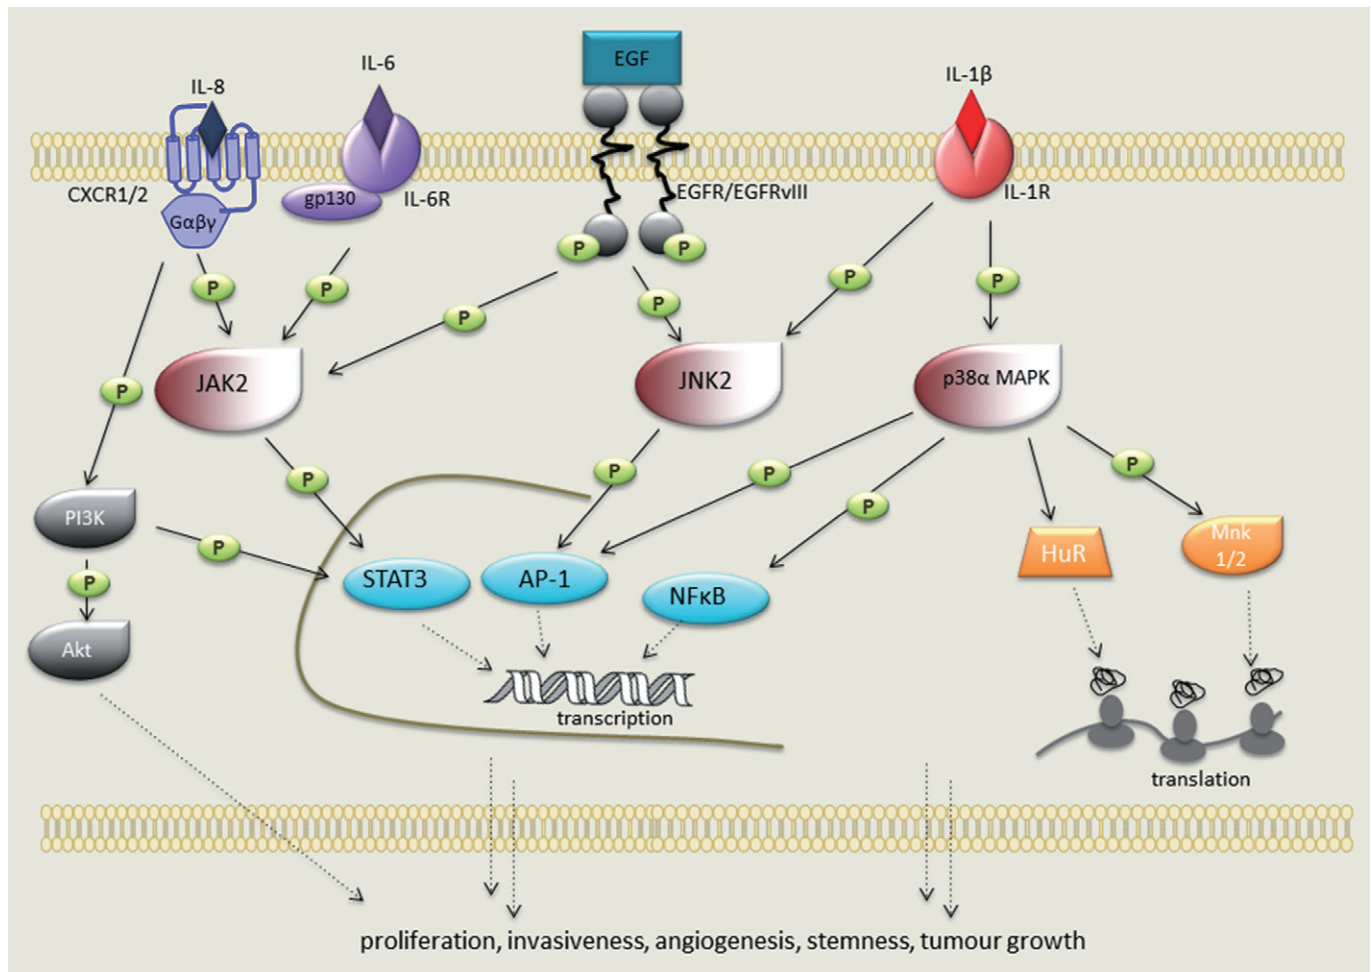 EGF
IL-6
IL-8
IL-1β
CXCR1/2
gp130
IL-6R
EGFR/EGFRvIII
IL-1R
Gαβγ
P
P
P
P
P
P
P
P
JAK2
JNK2
p38α MAPK
P
P
P
P
P
P
PI3K
P
P
Mnk
1/2
HuR
STAT3
AP-1
NFκB
P
Akt
transcription
translation
proliferation, invasiveness, angiogenesis, stemness, tumour growth